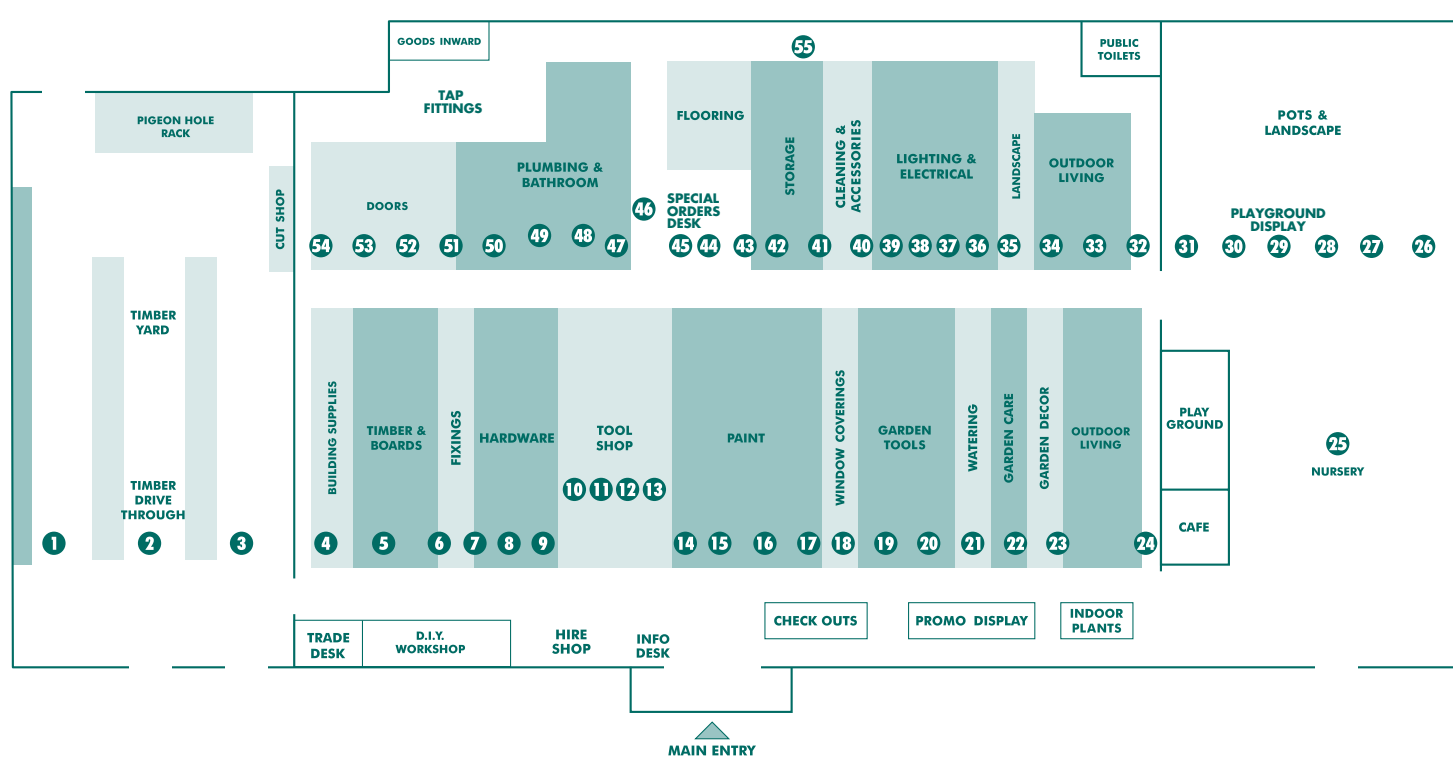 GOODS INWARD
55
PUBLIC
TOILETS
PIGEON HOLE
RACK
TAP
FITTINGS
FLOORING
STORAGE
CLEANING &
ACCESSORIES
LIGHTING &
ELECTRICAL
LANDSCAPE
OUTDOOR
LIVING
POTS &
LANDSCAPE
PLUMBING &
BATHROOM
CUT SHOP
DOORS
46
SPECIAL
ORDERS
DESK
PLAYGROUND
DISPLAY
54 53 52 51 50 49 48 47 45 44 43 42 41 40 39 38 37 36 35 34 33 32 31 30 29 28 27 26
TIMBER
YARD
BUILDING SUPPLIES
TIMBER &
BOARDS
FIXINGS
HARDWARE
TOOL
SHOP
PAINT
WINDOW COVERINGS
GARDEN
TOOLS
WATERING
GARDEN CARE
GARDEN DECOR
OUTDOOR
LIVING
PLAY
GROUND
25
NURSERY
TIMBER
DRIVE
THROUGH
10 11 12 13
CAFE
1 2 3 4 5 6 7 8 9 14 15 16 17 18 19 20 21 22 23 24
TRADE
DESK
D.I.Y.
WORKSHOP
HIRE
SHOP
INFO
DESK
CHECK OUTS
PROMO DISPLAY
INDOOR
PLANTS
MAIN ENTRY